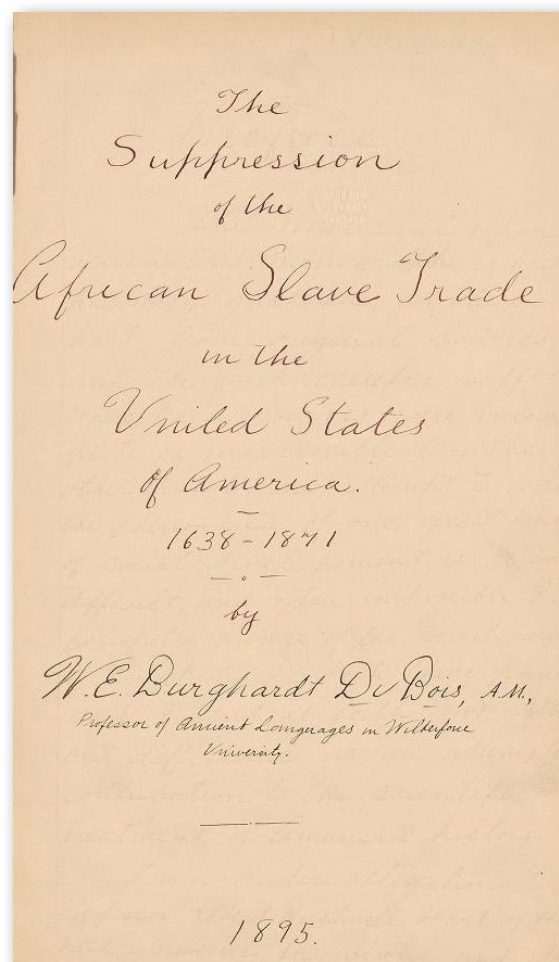 The
Suppression
of the
African Slave Trade
in the
United States
of America.
1638-1871
by
W.E. Burghardt Du Bois, A.M.,
Professor of Ancient Languages in Wilberforce
University.
1895.